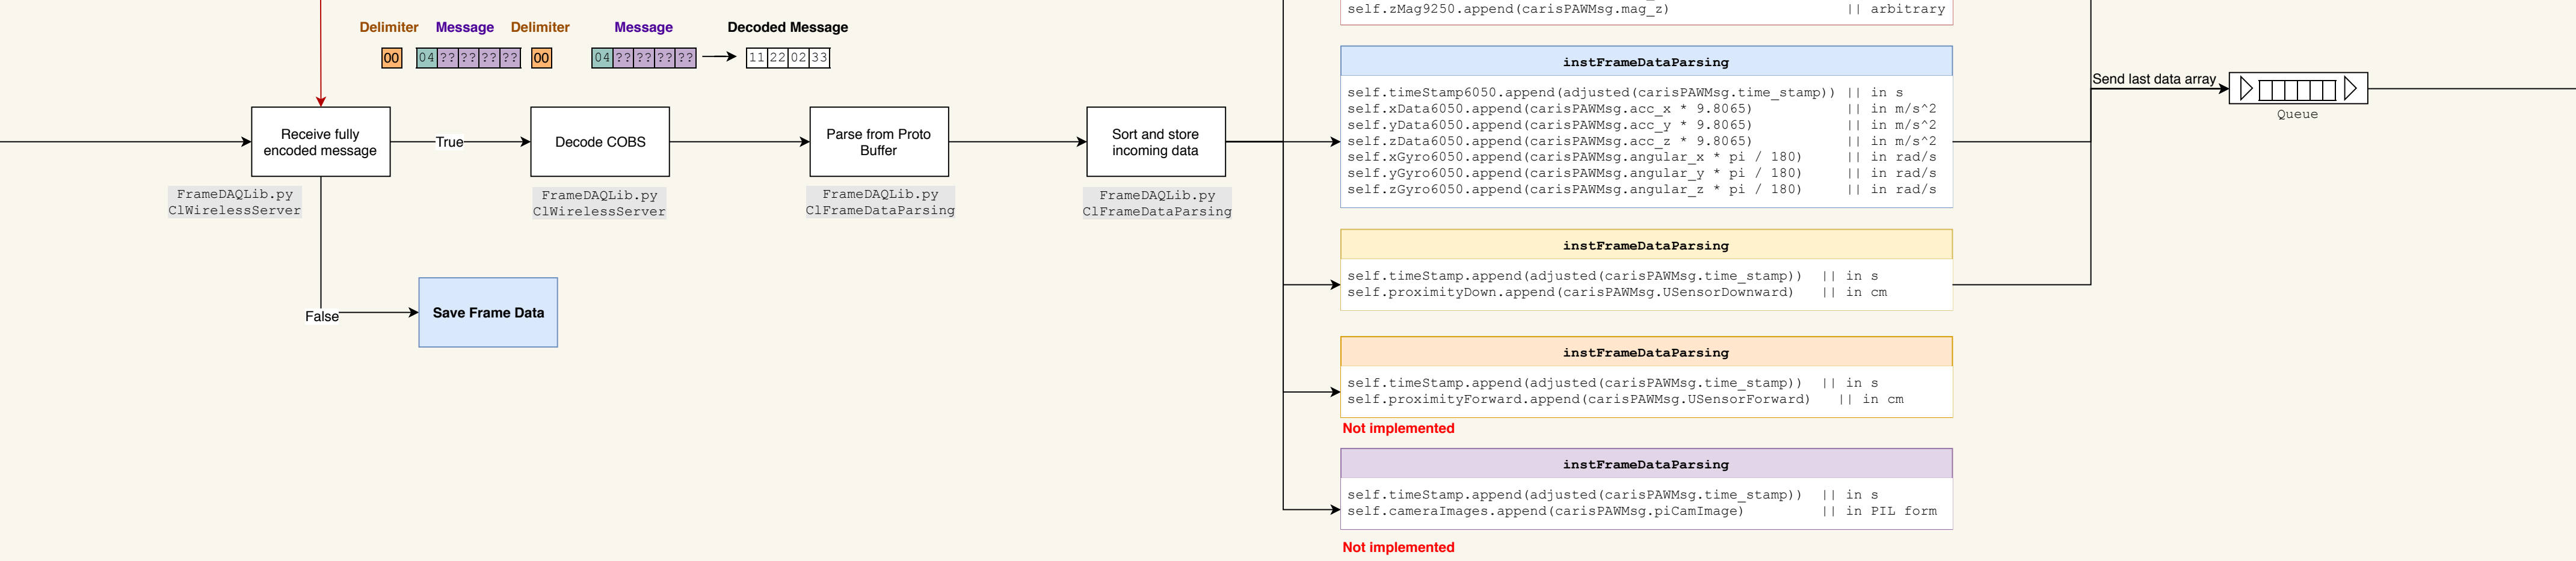 self.zMag9250.append(carisPAWMsg.mag_z) || arbitrary
Delimiter Message Delimiter Message Decoded Message
00 04 ?? ?? ?? ?? 00 04 ?? ?? ?? ?? 11 22 02 33
Receive fully
encoded message
True
Decode COBS
Parse from Proto
Buffer
Sort and store
incoming data
FrameDAQLib.py
ClWirelessServer
FrameDAQLib.py
ClWirelessServer
FrameDAQLib.py
ClFrameDataParsing
FrameDAQLib.py
ClFrameDataParsing
False
Save Frame Data
instFrameDataParsing
self.timeStamp6050.append(adjusted(carisPAWMsg.time_stamp)) || in s
self.xData6050.append(carisPAWMsg.acc_x * 9.8065) || in m/s^2
self.yData6050.append(carisPAWMsg.acc_y * 9.8065) || in m/s^2
self.zData6050.append(carisPAWMsg.acc_z * 9.8065) || in m/s^2
self.xGyro6050.append(carisPAWMsg.angular_x * pi / 180) || in rad/s
self.yGyro6050.append(carisPAWMsg.angular_y * pi / 180) || in rad/s
self.zGyro6050.append(carisPAWMsg.angular_z * pi / 180) || in rad/s
instFrameDataParsing
self.timeStamp.append(adjusted(carisPAWMsg.time_stamp)) || in s
self.proximityDown.append(carisPAWMsg.USensorDownward) || in cm
instFrameDataParsing
self.timeStamp.append(adjusted(carisPAWMsg.time_stamp)) || in s
self.proximityForward.append(carisPAWMsg.USensorForward) || in cm
Not implemented
instFrameDataParsing
self.timeStamp.append(adjusted(carisPAWMsg.time_stamp)) || in s
self.cameraImages.append(carisPAWMsg.piCamImage) || in PIL form
Not implemented
Send last data array
Queue